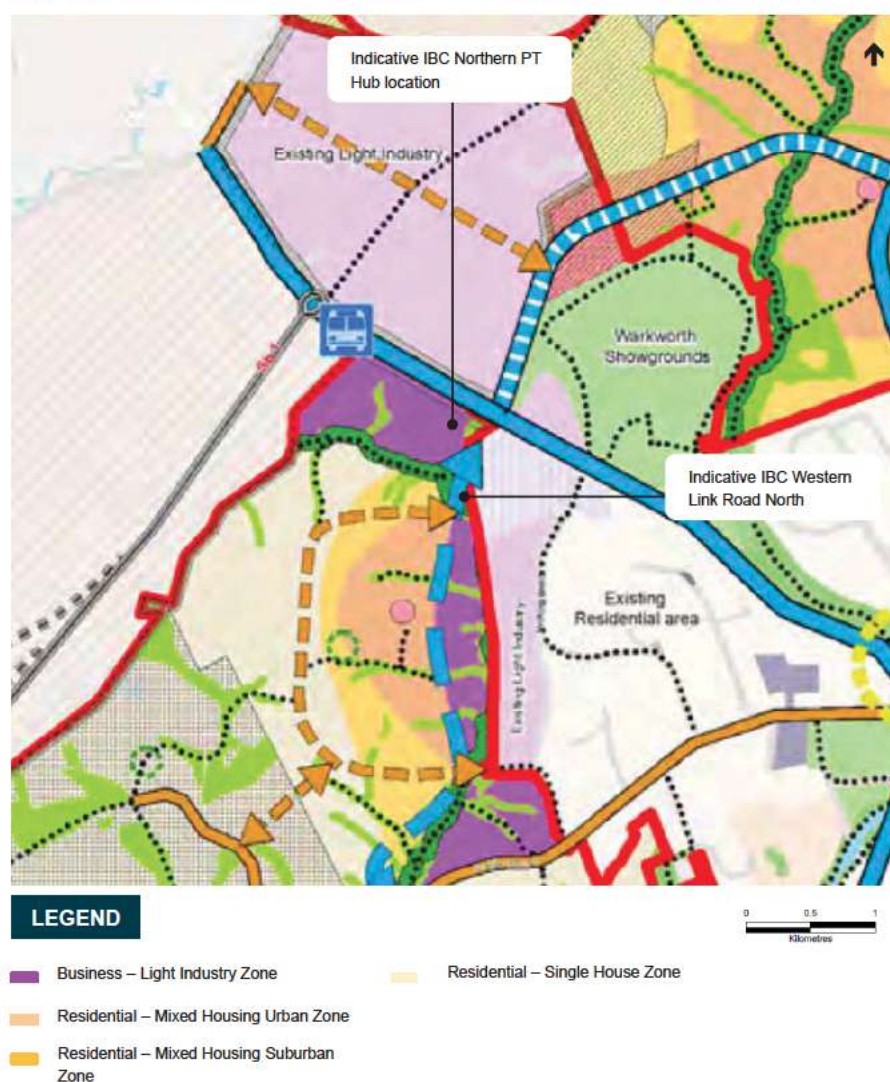 Indicative IBC Northern PT
Hub location
Existing Light Industry
Warkworth
Showgrounds
SH 1
Indicative IBC Western
Link Road North
Existing
Residential area
Existing Light Industry
LEGEND
0 0.5 1
Kilometres
Business – Light Industry Zone
Residential – Single House Zone
Residential – Mixed Housing Urban Zone
Residential – Mixed Housing Suburban
Zone